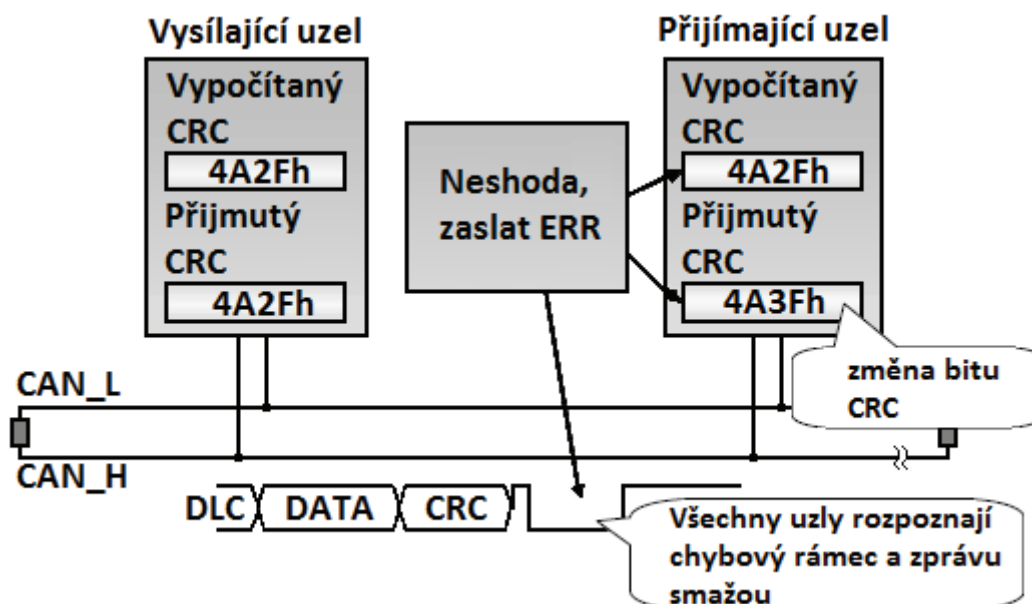 Vysílající uzel
Vypočítaný
CRC
4A2Fh
Přijmutý
CRC
4A2Fh
Neshoda,
zaslat ERR
Přijímající uzel
Vypočítaný
CRC
4A2Fh
Přijmutý
CRC
4A3Fh
změna bitu
CRC
CAN_L
CAN_H
DLC DATA CRC
Všechny uzly rozpoznají
chybový rámec a zprávu
smažou